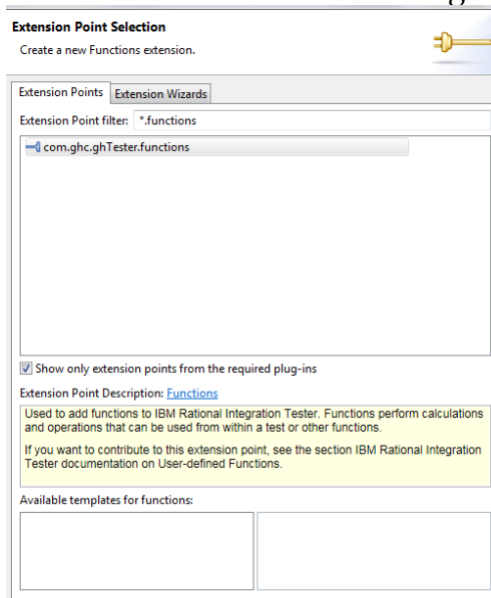 Extension Point Selection
Create a new Functions extension.
Extension Points Extension Wizards
Extension Point filter: *.functions
com.ghc.ghTester.functions
Show only extension points from the required plug-ins
Extension Point Description: Functions
Used to add functions to IBM Rational Integration Tester. Functions perform calculations
and operations that can be used from within a test or other functions.
If you want to contribute to this extension point, see the section IBM Rational Integration
Tester documentation on User-defined Functions.
Available templates for functions: